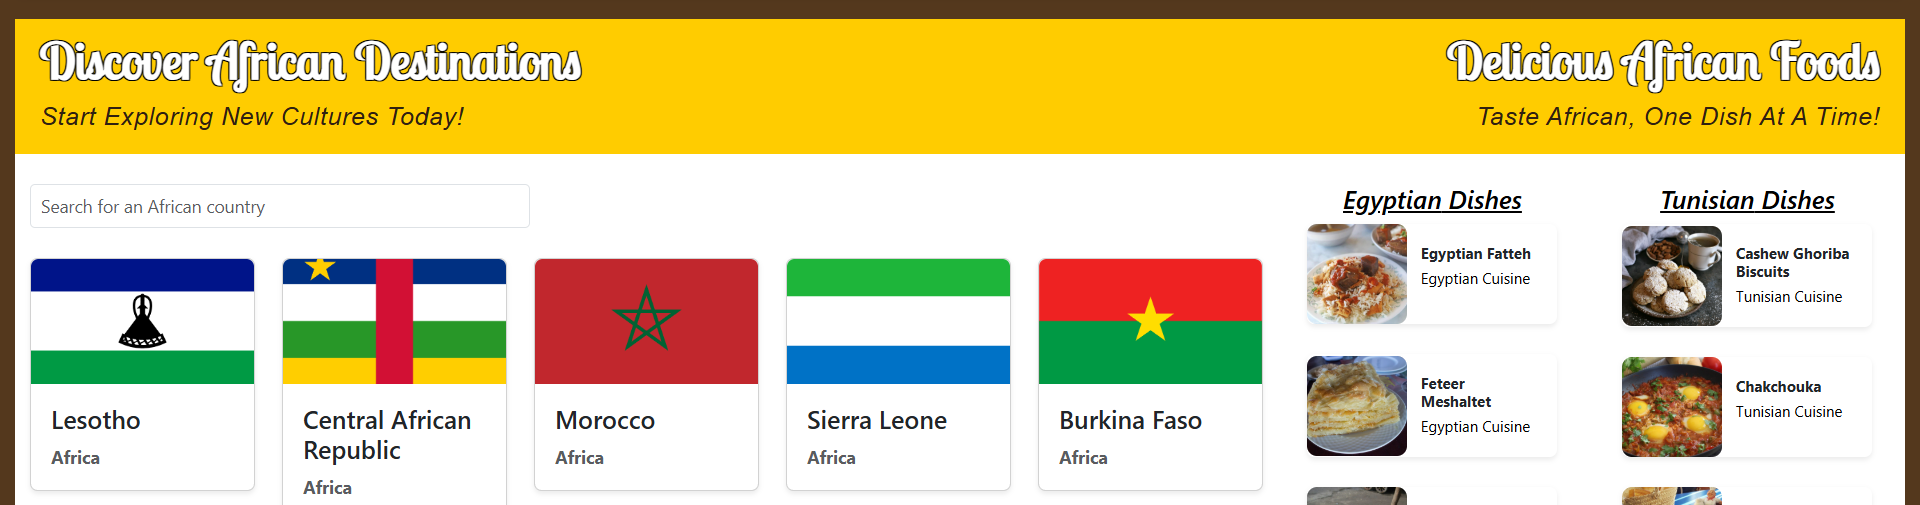 Discover African Destinations
Start Exploring New Cultures Today!
Delicious African Foods
Taste African, One Dish At A Time!
Search for an African country
Lesotho
Africa
Central African
Republic
Africa
Morocco
Africa
Sierra Leone
Africa
Burkina Faso
Africa
Egyptian Dishes
Egyptian Fatteh
Egyptian Cuisine
Feteer
Meshaltet
Egyptian Cuisine
Tunisian Dishes
Cashew Ghoriba
Biscuits
Tunisian Cuisine
Chakchouka
Tunisian Cuisine